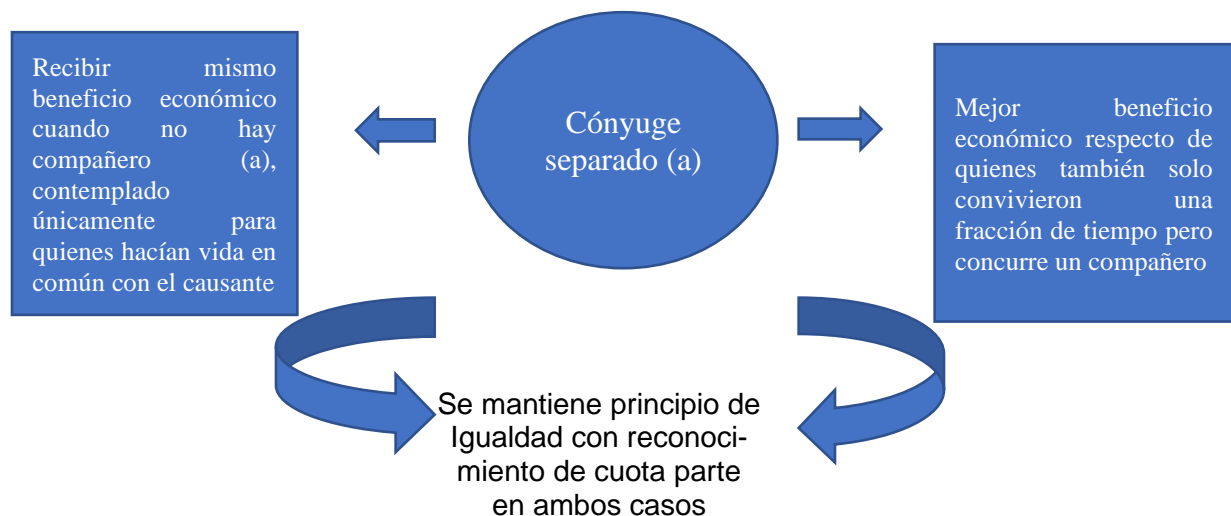 Recibir mismo
beneficio económico
cuando no hay
compañero (a),
contemplado
únicamente para
quienes hacían vida en
común con el causante
Cónyuge
separado (a)
Mejor beneficio
económico respecto de
quienes también solo
convivieron una
fracción de tiempo pero
concurre un compañero
Se mantiene principio de
Igualdad con reconoci-
miento de cuota parte
en ambos casos